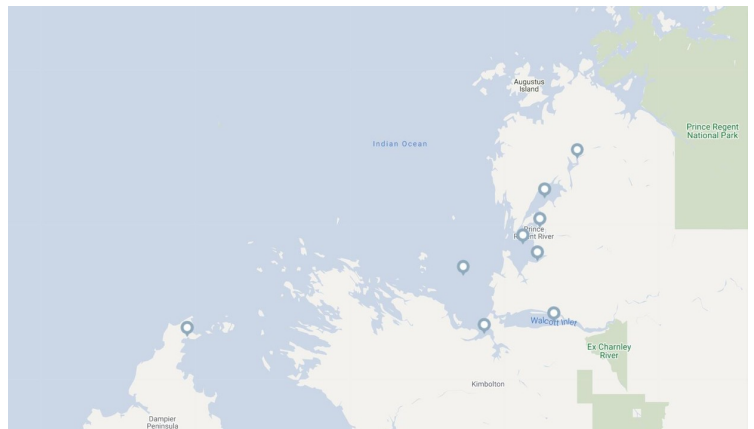 Augustus
Island
Prince Regent
National Park
Indian Ocean
Prince
Regent River
Walcott Inlet
Ex Charnley
River
Kimbolton
Dampier
Peninsula